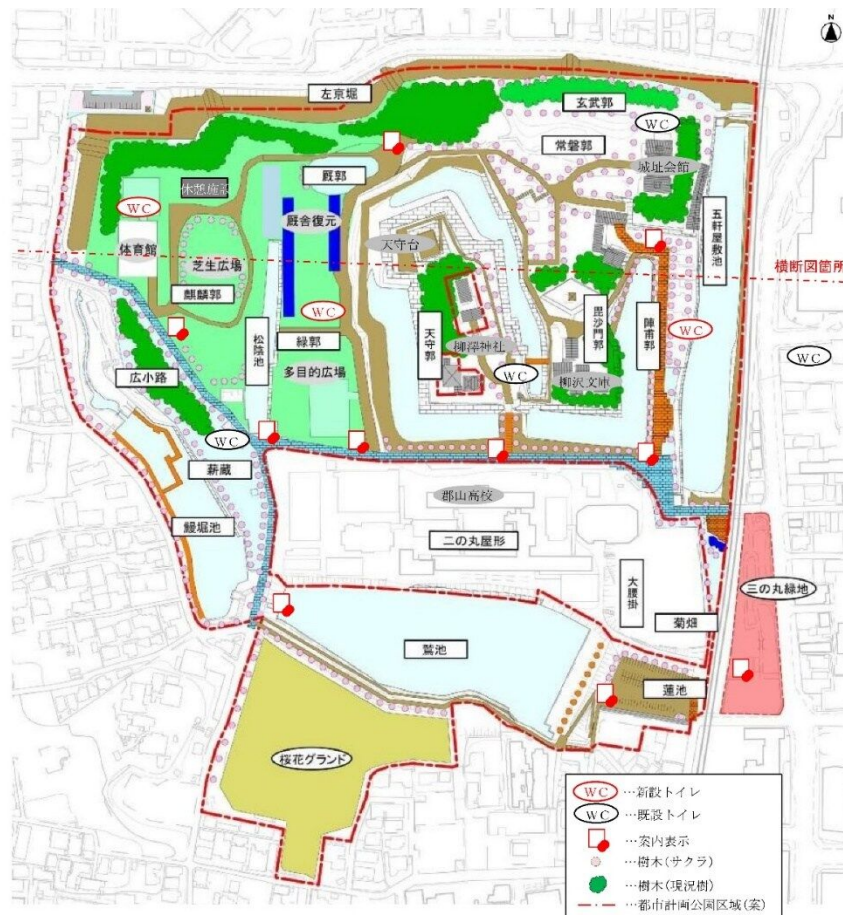 N
左京堀
玄武郭
WC
常磐郭
城址会館
厩郭
WC
厩舎復元
天守台
五軒屋敷池
体育館
芝生広場
横断図箇所
麒麟郭
WC
松陰池
緑郭
天守郭
毘沙門郭
陣甫郭
WC
柳澤神社
WC
WC
広小路
多目的広場
柳沢文庫
WC
薪蔵
郡山高校
鰻堀池
二の丸屋形
大腰掛
三の丸緑地
菊畑
鷲池
蓮池
桜花グランド
WC …新設トイレ
WC …既設トイレ
…案内表示
…樹木(サクラ)
…樹木(現況樹)
…都市計画公園区域(案)